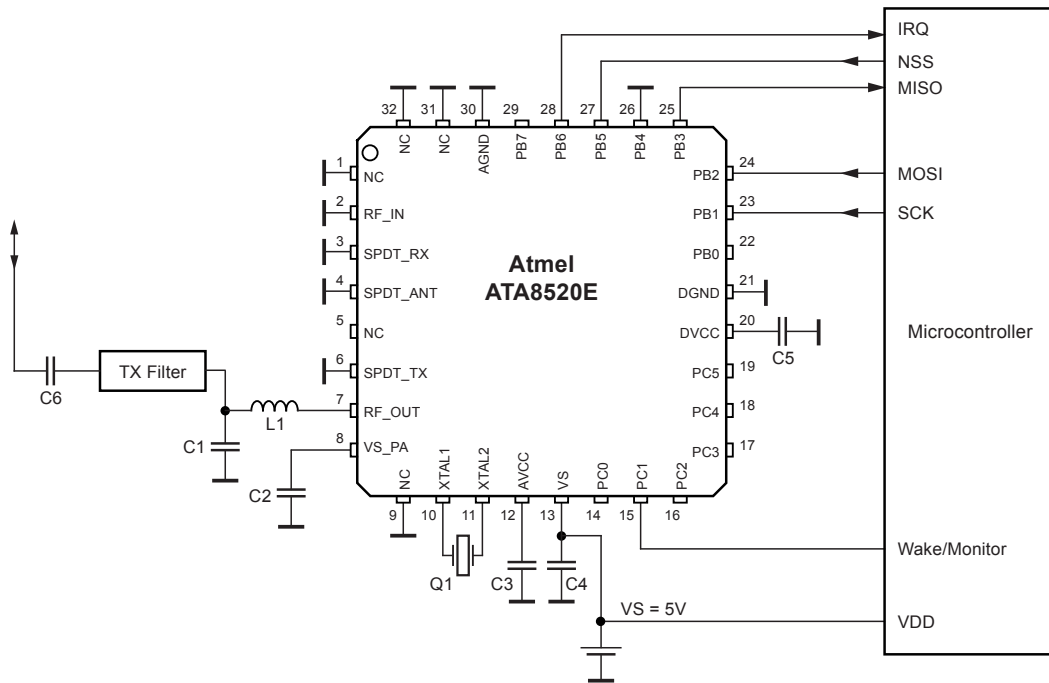 IRQ
NSS
MISO
MOSI
SCK
Microcontroller
Wake/Monitor
VDD
32
31
30
29
28
27
26
25
NC
NC
AGND
PB7
PB6
PB5
PB4
PB3
1
NC
2
RF_IN
3
SPDT_RX
4
SPDT_ANT
5
NC
6
SPDT_TX
7
RF_OUT
8
VS_PA
Atmel
ATA8520E
PB2
24
PB1
23
PB0
22
DGND
21
DVCC
20
PC5
19
PC4
18
PC3
17
NC
XTAL1
XTAL2
AVCC
VS
PC0
PC1
PC2
9
10
11
12
13
14
15
16
C6
TX Filter
L1
C1
C2
Q1
C3
C4
C5
VS = 5V